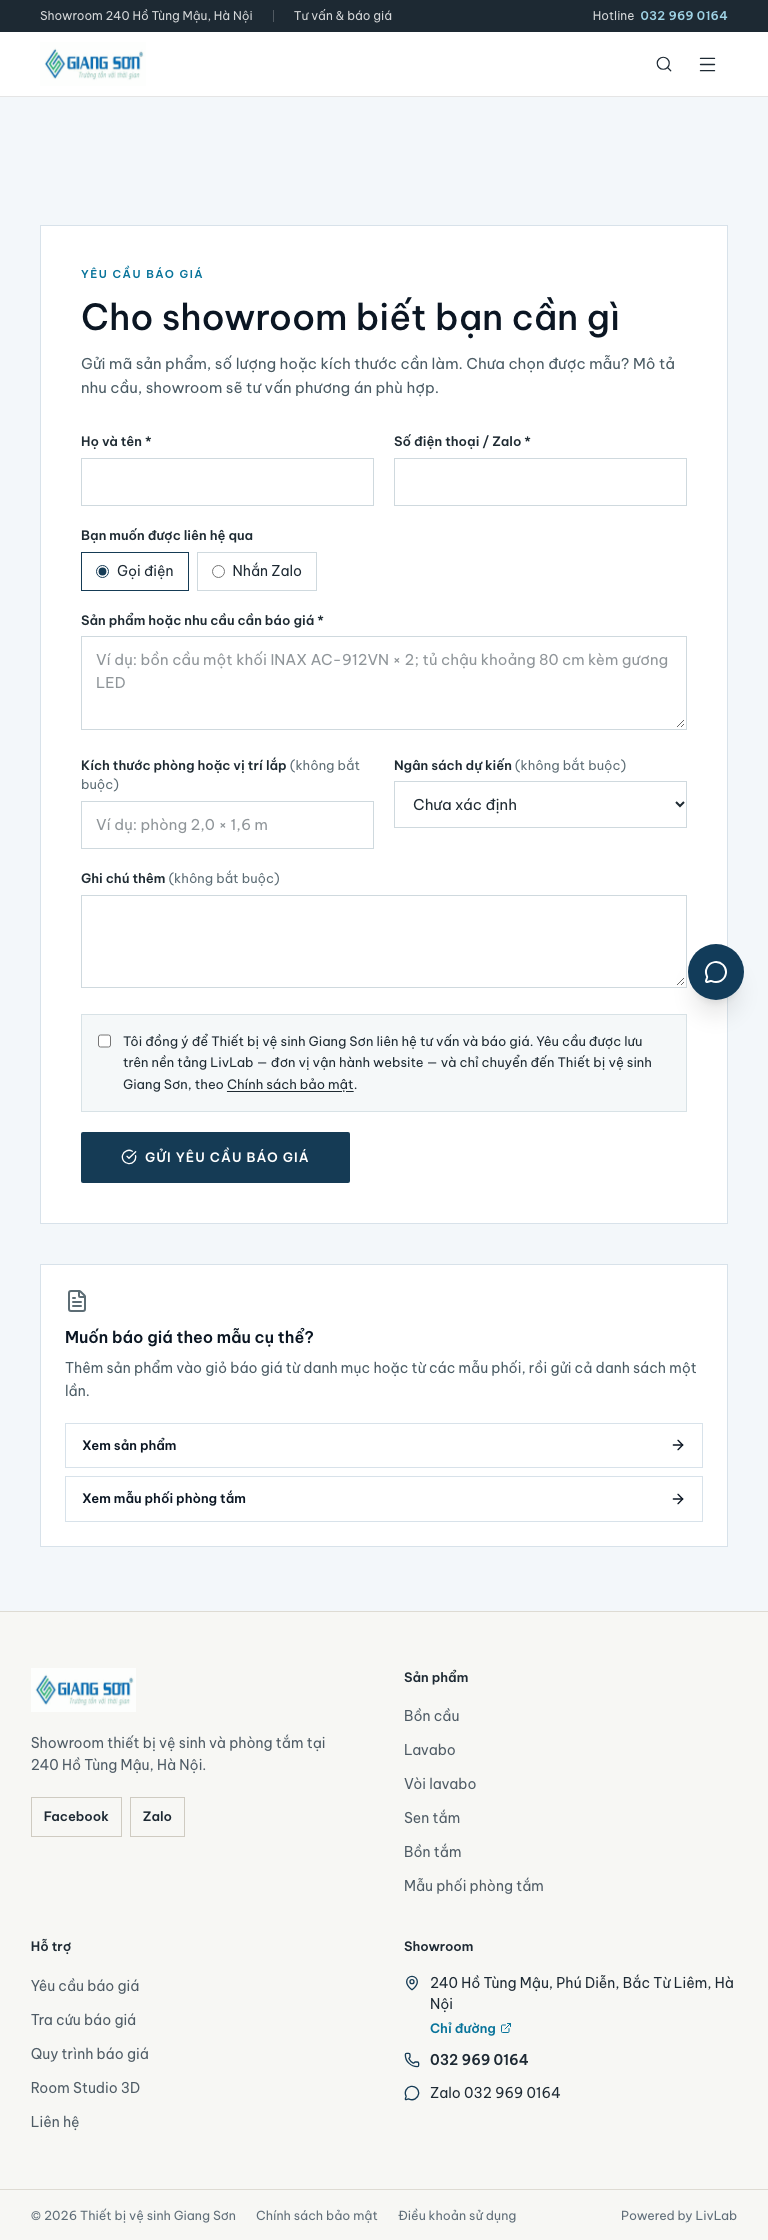 Showroom 240 Hồ Tùng Mậu, Hà Nội
Tư vấn & báo giá
Hotline 032 969 0164
GIANG SƠN
Trường tồn với thời gian
YÊU CẦU BÁO GIÁ
Cho showroom biết bạn cần gì
Gửi mã sản phẩm, số lượng hoặc kích thước cần làm. Chưa chọn được mẫu? Mô tả
nhu cầu, showroom sẽ tư vấn phương án phù hợp.
Họ và tên *
Số điện thoại / Zalo *
Bạn muốn được liên hệ qua
Gọi điện
Nhắn Zalo
Sản phẩm hoặc nhu cầu cần báo giá *
Ví dụ: bồn cầu một khối INAX AC-912VN × 2; tủ chậu khoảng 80 cm kèm gương
LED
Kích thước phòng hoặc vị trí lắp (không bắt
buộc)
Ví dụ: phòng 2,0 × 1,6 m
Ngân sách dự kiến (không bắt buộc)
Chưa xác định
Ghi chú thêm (không bắt buộc)
Tôi đồng ý để Thiết bị vệ sinh Giang Sơn liên hệ tư vấn và báo giá. Yêu cầu được lưu
trên nền tảng LivLab — đơn vị vận hành website — và chỉ chuyển đến Thiết bị vệ sinh
Giang Sơn, theo Chính sách bảo mật.
GỬI YÊU CẦU BÁO GIÁ
Muốn báo giá theo mẫu cụ thể?
Thêm sản phẩm vào giỏ báo giá từ danh mục hoặc từ các mẫu phối, rồi gửi cả danh sách một
lần.
Xem sản phẩm
Xem mẫu phối phòng tắm
GIANG SƠN
Trường tồn với thời gian
Showroom thiết bị vệ sinh và phòng tắm tại
240 Hồ Tùng Mậu, Hà Nội.
Facebook
Zalo
Sản phẩm
Bồn cầu
Lavabo
Vòi lavabo
Sen tắm
Bồn tắm
Mẫu phối phòng tắm
Hỗ trợ
Yêu cầu báo giá
Tra cứu báo giá
Quy trình báo giá
Room Studio 3D
Liên hệ
Showroom
240 Hồ Tùng Mậu, Phú Diễn, Bắc Từ Liêm, Hà
Nội
Chỉ đường
032 969 0164
Zalo 032 969 0164
© 2026 Thiết bị vệ sinh Giang Sơn
Chính sách bảo mật
Điều khoản sử dụng
Powered by LivLab